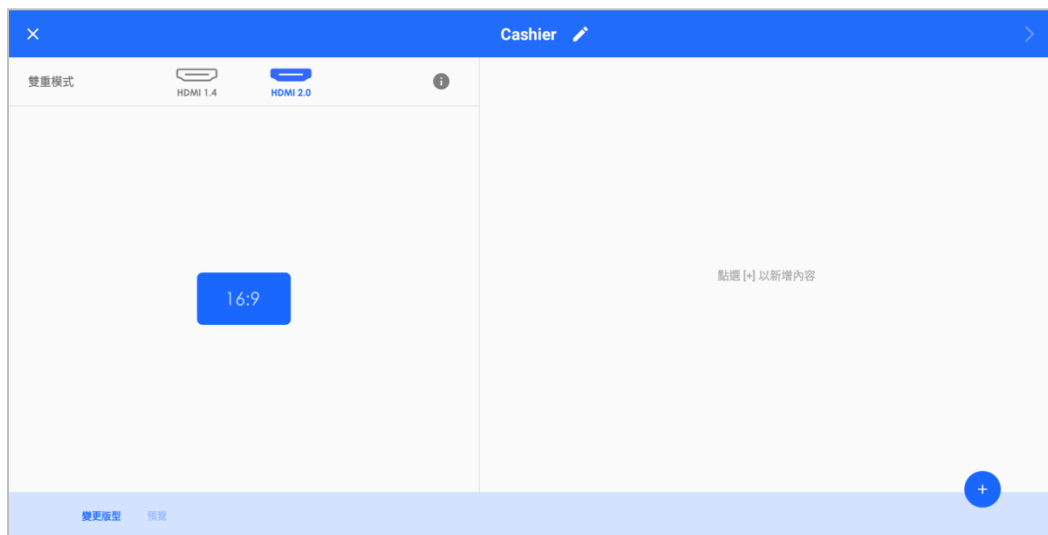 Cashier
雙重模式
HDMI 1.4
HDMI 2.0
16:9
點選 [+] 以新增內容
變更版型
預覽